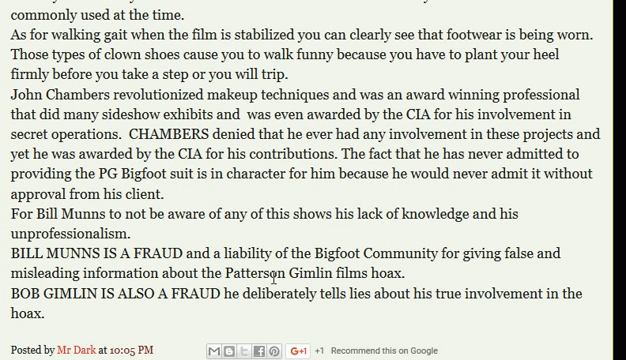 commonly used at the time.
As for walking gait when the film is stabilized you can clearly see that footwear is being worn.
Those types of clown shoes cause you to walk funny because you have to plant your heel
firmly before you take a step or you will trip.
John Chambers revolutionized makeup techniques and was an award winning professional
that did many sideshow exhibits and  was even awarded by the CIA for his involvement in
secret operations.  CHAMBERS denied that he ever had any involvement in these projects and
yet he was awarded by the CIA for his contributions. The fact that he has never admitted to
providing the PG Bigfoot suit is in character for him because he would never admit it without
approval from his client.
For Bill Munns to not be aware of any of this shows his lack of knowledge and his
unprofessionalism.
BILL MUNNS IS A FRAUD and a liability of the Bigfoot Community for giving false and
misleading information about the Patterson Gimlin films hoax.
BOB GIMLIN IS ALSO A FRAUD he deliberately tells lies about his true involvement in the
hoax.
Posted by Mr Dark at 10:05 PM G+1 +1 Recommend this on Google